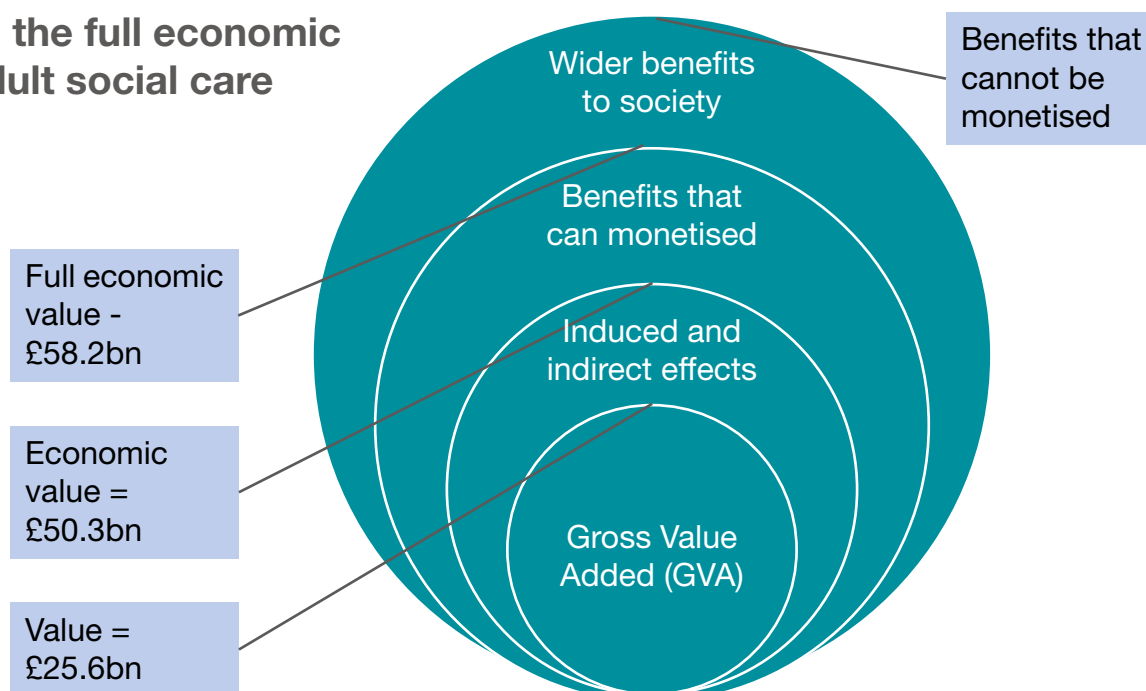 the full economic
ult social care
Wider benefits
to society
Benefits that
cannot be
monetised
Benefits that
can monetised
Full economic
value -
£58.2bn
Induced and
indirect effects
Economic
value =
£50.3bn
Gross Value
Added (GVA)
Value =
£25.6bn